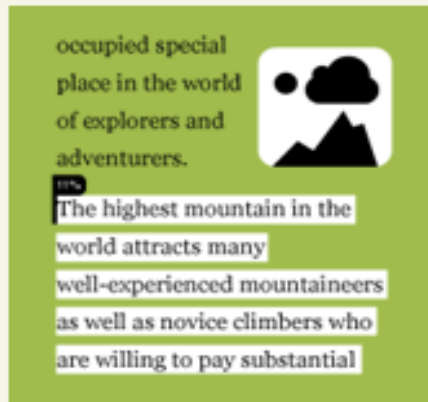 occupied special
place in the world
of explorers and
adventurers.
The highest mountain in the
world attracts many
well-experienced mountaineers
as well as novice climbers who
are willing to pay substantial